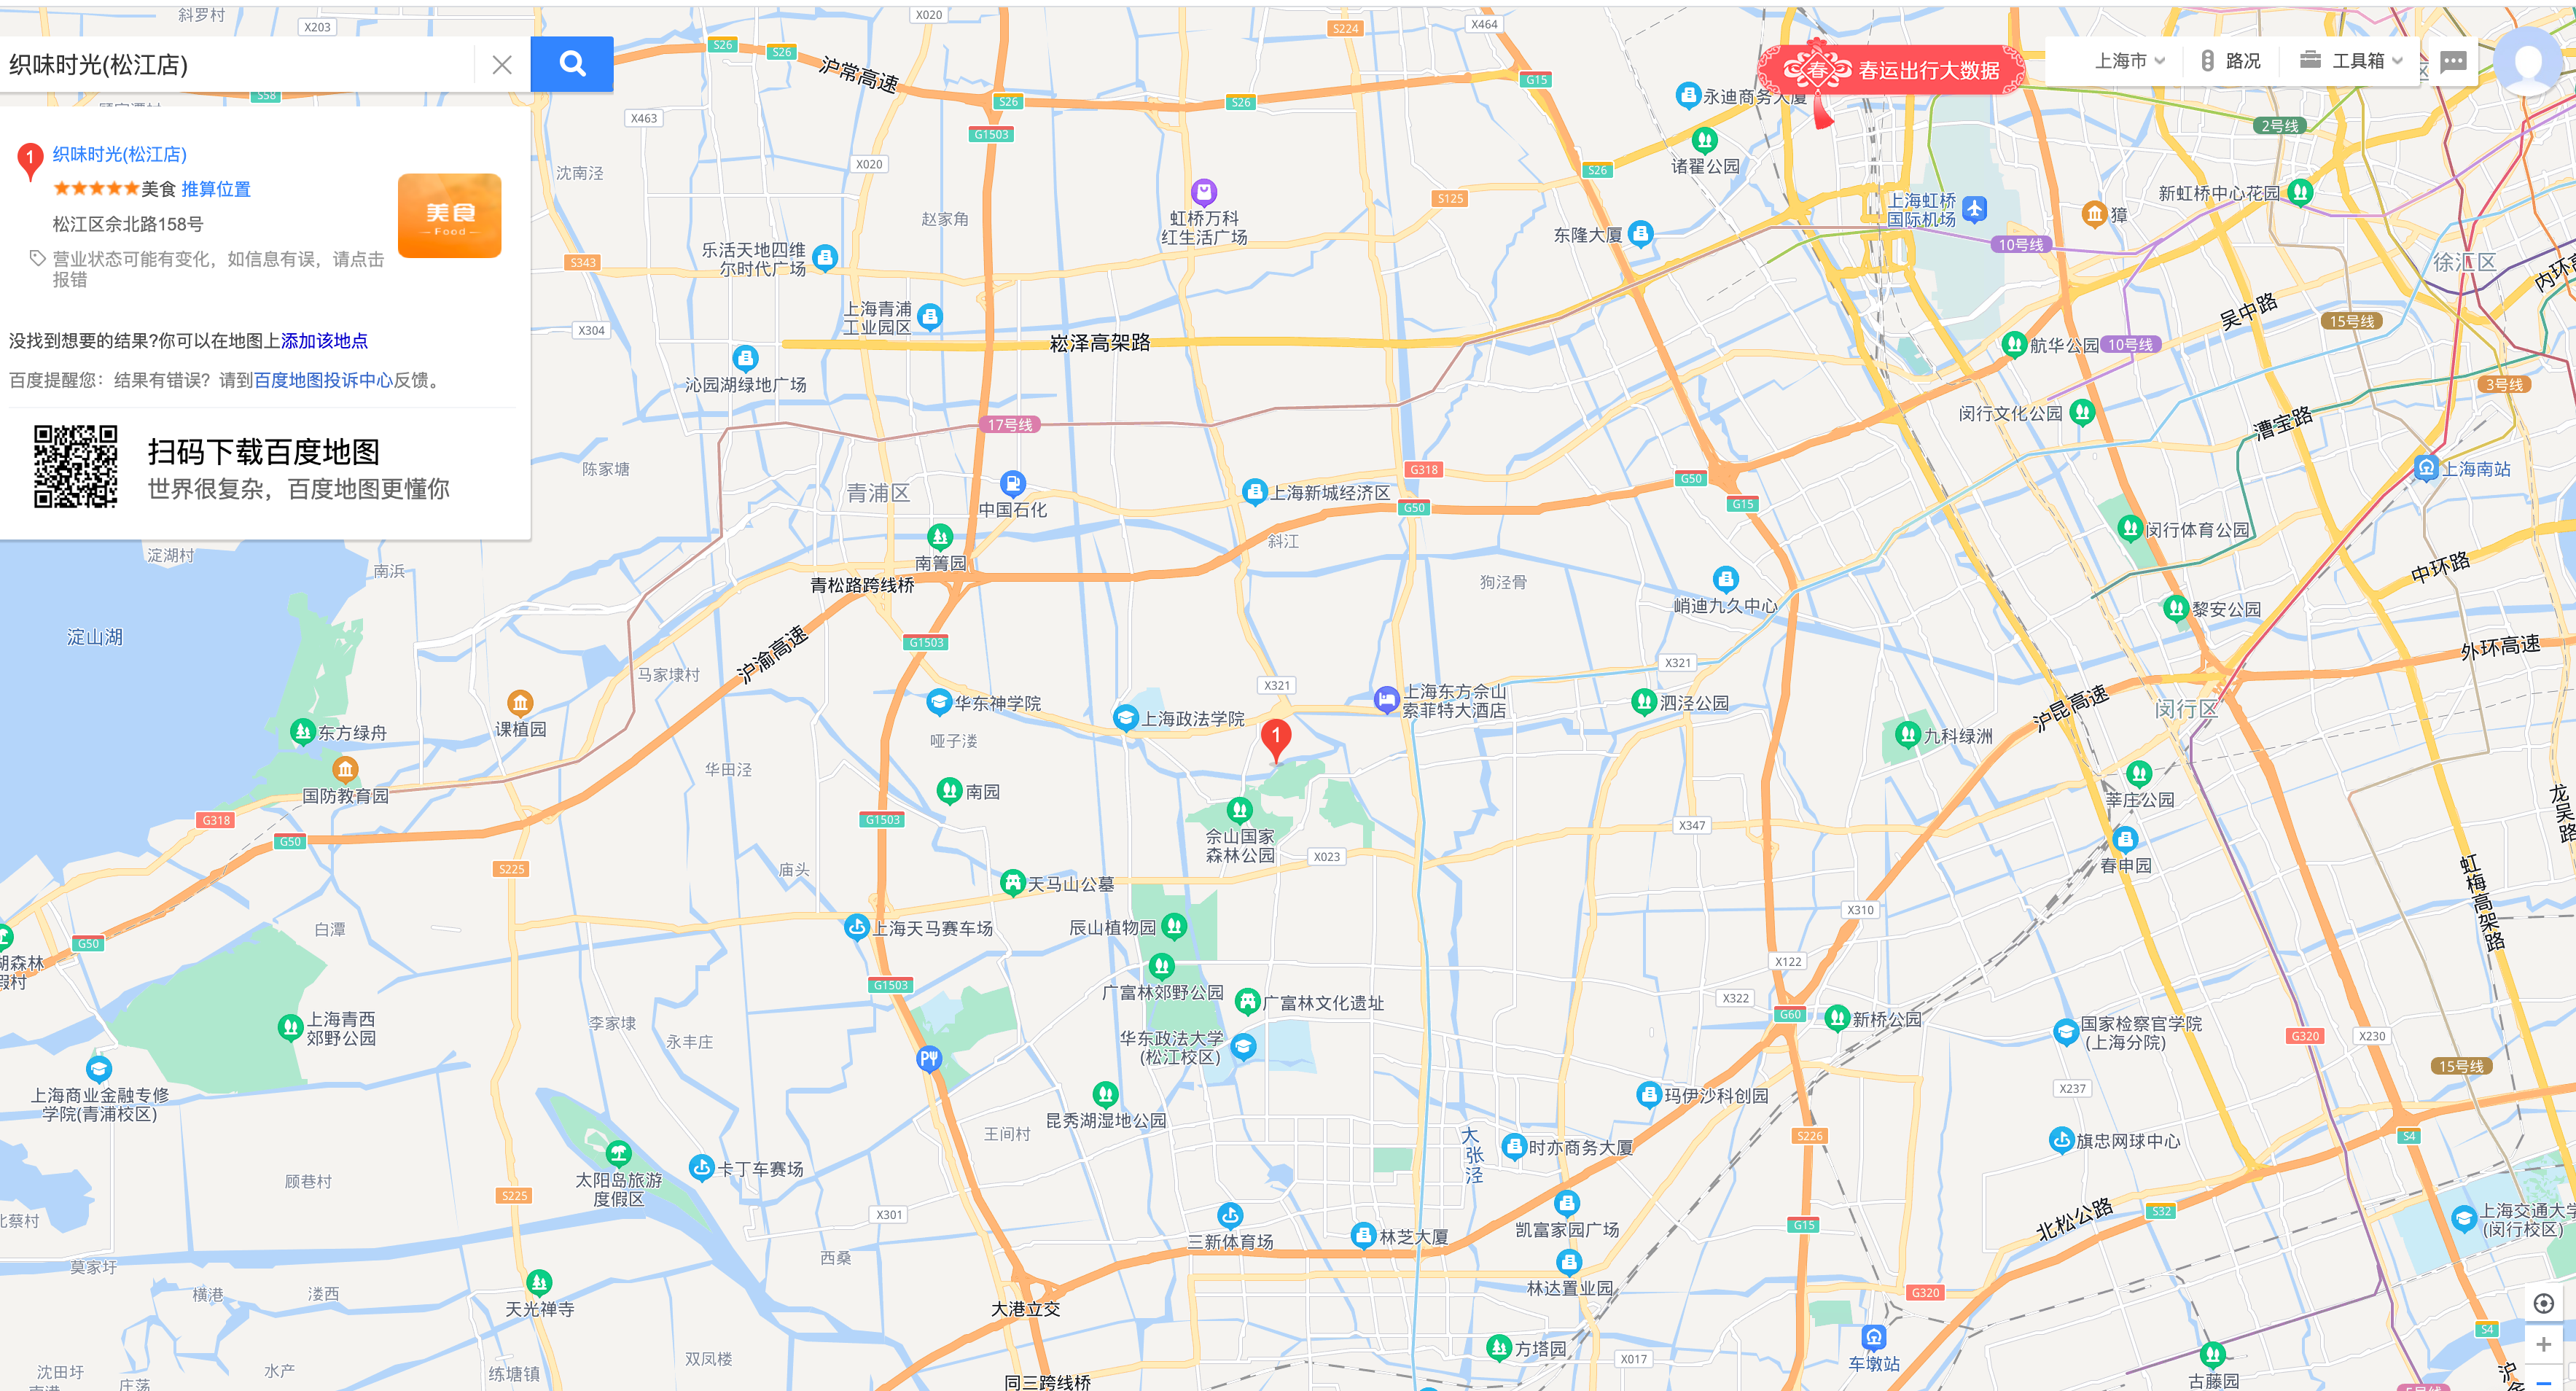 织味时光(松江店)
1
织味时光(松江店)
美食 推算位置
松江区佘北路158号
营业状态可能有变化，如信息有误，请点击
报错
美食
Food
没找到想要的结果?你可以在地图上添加该地点
百度提醒您：结果有错误？请到百度地图投诉中心反馈。
扫码下载百度地图
世界很复杂，百度地图更懂你
春
春运出行大数据
上海市
路况
工具箱
斜罗村
X203
X020
S224
X464
S26
S26
沪常高速
S58
S26
S26
G15
X463
G1503
永迪商务大厦
2号线
沈南泾
X020
S26
诸翟公园
赵家角
虹桥万科
红生活广场
S125
上海虹桥
国际机场
獐
新虹桥中心花园
10号线
徐汇区
内环高
东隆大厦
乐活天地四维
尔时代广场
S343
X304
上海青浦
工业园区
吴中路
15号线
崧泽高架路
航华公园
10号线
沁园湖绿地广场
3号线
闵行文化公园
漕宝路
17号线
陈家塘
G318
上海南站
青浦区
中国石化
上海新城经济区
G50
G50
G15
南箐园
斜江
闵行体育公园
淀湖村
南浜
青松路跨线桥
狗泾骨
峭迪九久中心
中环路
黎安公园
淀山湖
G1503
沪渝高速
外环高速
马家埭村
X321
X321
华东神学院
上海政法学院
上海东方佘山
索菲特大酒店
泗泾公园
沪昆高速
闵行区
课植园
东方绿舟
哑子溇
1
九科绿洲
国防教育园
华田泾
南园
莘庄公园
龙吴路
G318
G50
G1503
佘山国家
森林公园
X347
X023
春申园
S225
庙头
天马山公墓
虹梅高架路
X310
白潭
上海天马赛车场
辰山植物园
G50
湖森林
假村
X122
G1503
广富林郊野公园
广富林文化遗址
X322
G60
新桥公园
上海青西
郊野公园
李家埭
永丰庄
华东政法大学
(松江校区)
国家检察官学院
(上海分院)
G320
X230
15号线
上海商业金融专修
学院(青浦校区)
X237
昆秀湖湿地公园
玛伊沙科创园
王间村
大张泾
时亦商务大厦
S226
旗忠网球中心
S4
太阳岛旅游
度假区
卡丁车赛场
顾巷村
S225
X301
三新体育场
林芝大厦
凯富家园广场
G15
北松公路
S32
上海交通大学
(闵行校区)
北蔡村
莫家圩
西桑
林达置业园
横港
溇西
天光禅寺
大港立交
G320
车墩站
S4
沈田圩
水产
庄荡
练塘镇
双凤楼
同三跨线桥
方塔园
X017
古藤园